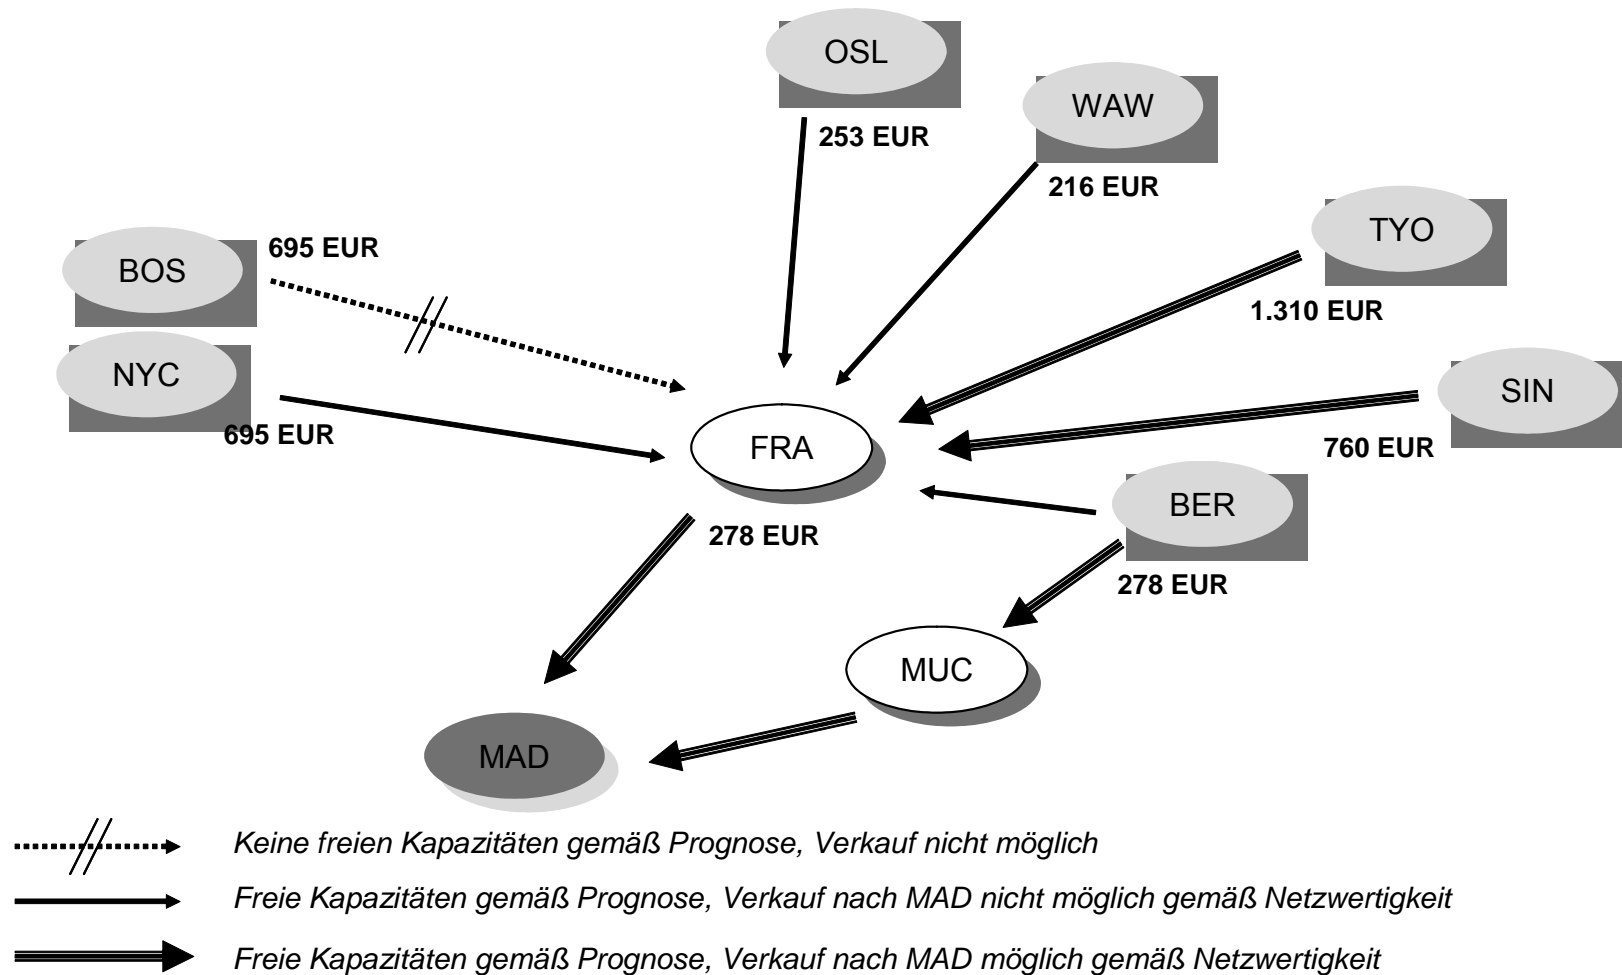 OSL
253 EUR
WAW
216 EUR
TYO
1.310 EUR
BOS
695 EUR
NYC
695 EUR
SIN
760 EUR
FRA
278 EUR
BER
278 EUR
MUC
MAD
Keine freien Kapazitäten gemäß Prognose, Verkauf nicht möglich
Freie Kapazitäten gemäß Prognose, Verkauf nach MAD nicht möglich gemäß Netzwertigkeit
Freie Kapazitäten gemäß Prognose, Verkauf nach MAD möglich gemäß Netzwertigkeit